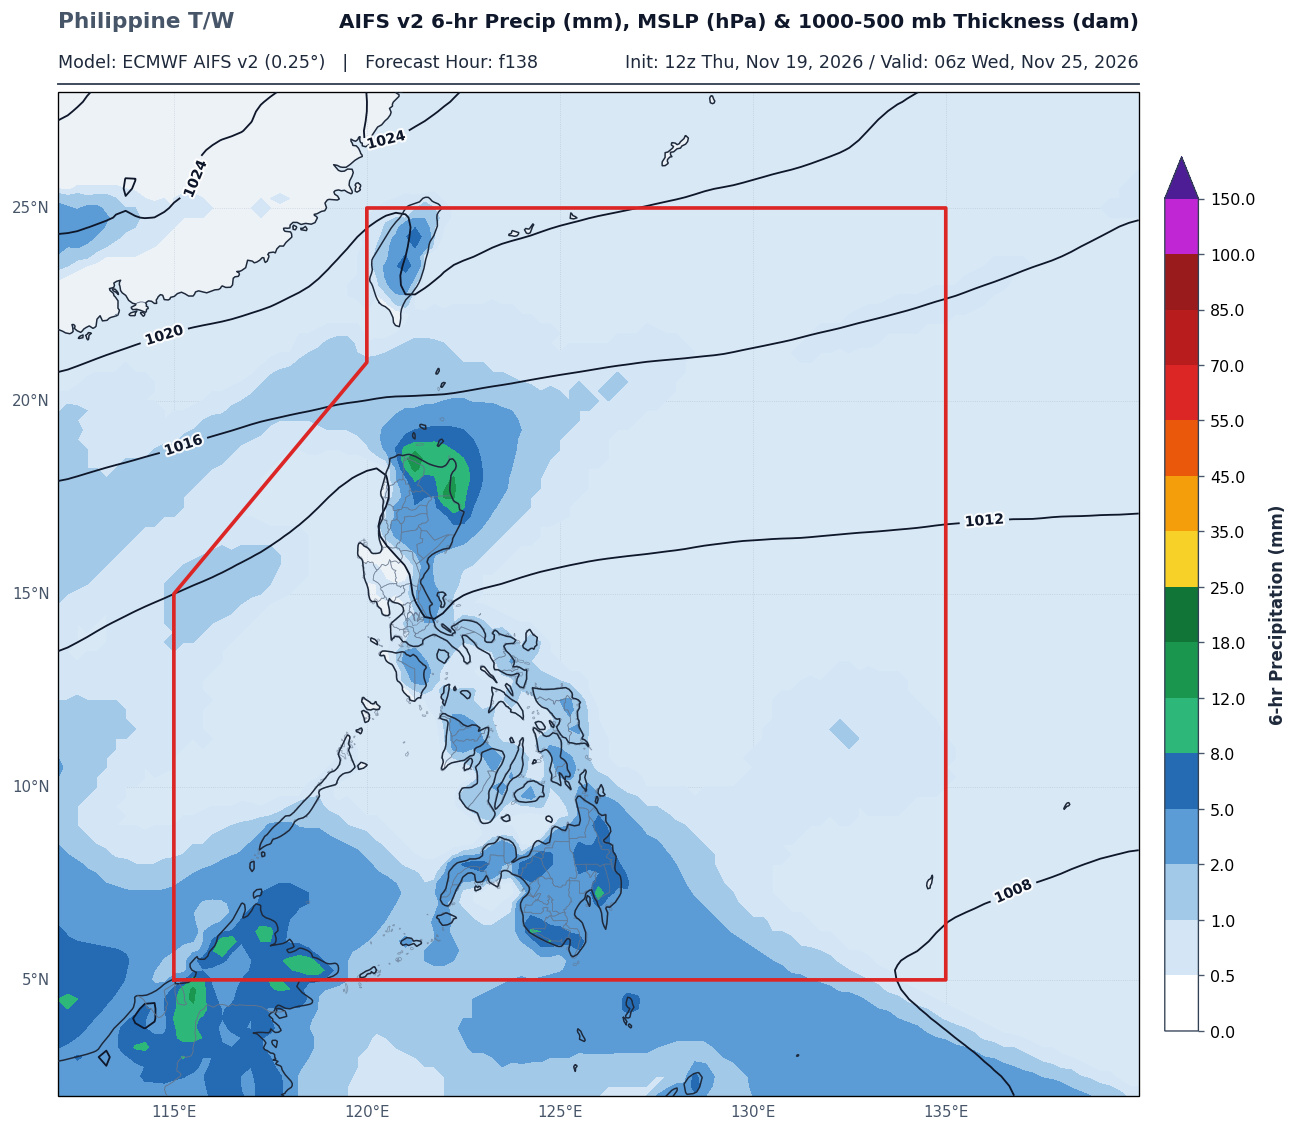 Philippine T/W
AIFS v2 6-hr Precip (mm), MSLP (hPa) & 1000-500 mb Thickness (dam)
Model: ECMWF AIFS v2 (0.25°) | Forecast Hour: f138
Init: 12z Thu, Nov 19, 2026 / Valid: 06z Wed, Nov 25, 2026
1024
1024
1020
1016
1012
1008
25°N
20°N
15°N
10°N
5°N
115°E
120°E
125°E
130°E
135°E
150.0
100.0
85.0
70.0
55.0
45.0
35.0
25.0
18.0
12.0
8.0
5.0
2.0
1.0
0.5
0.0
6-hr Precipitation (mm)